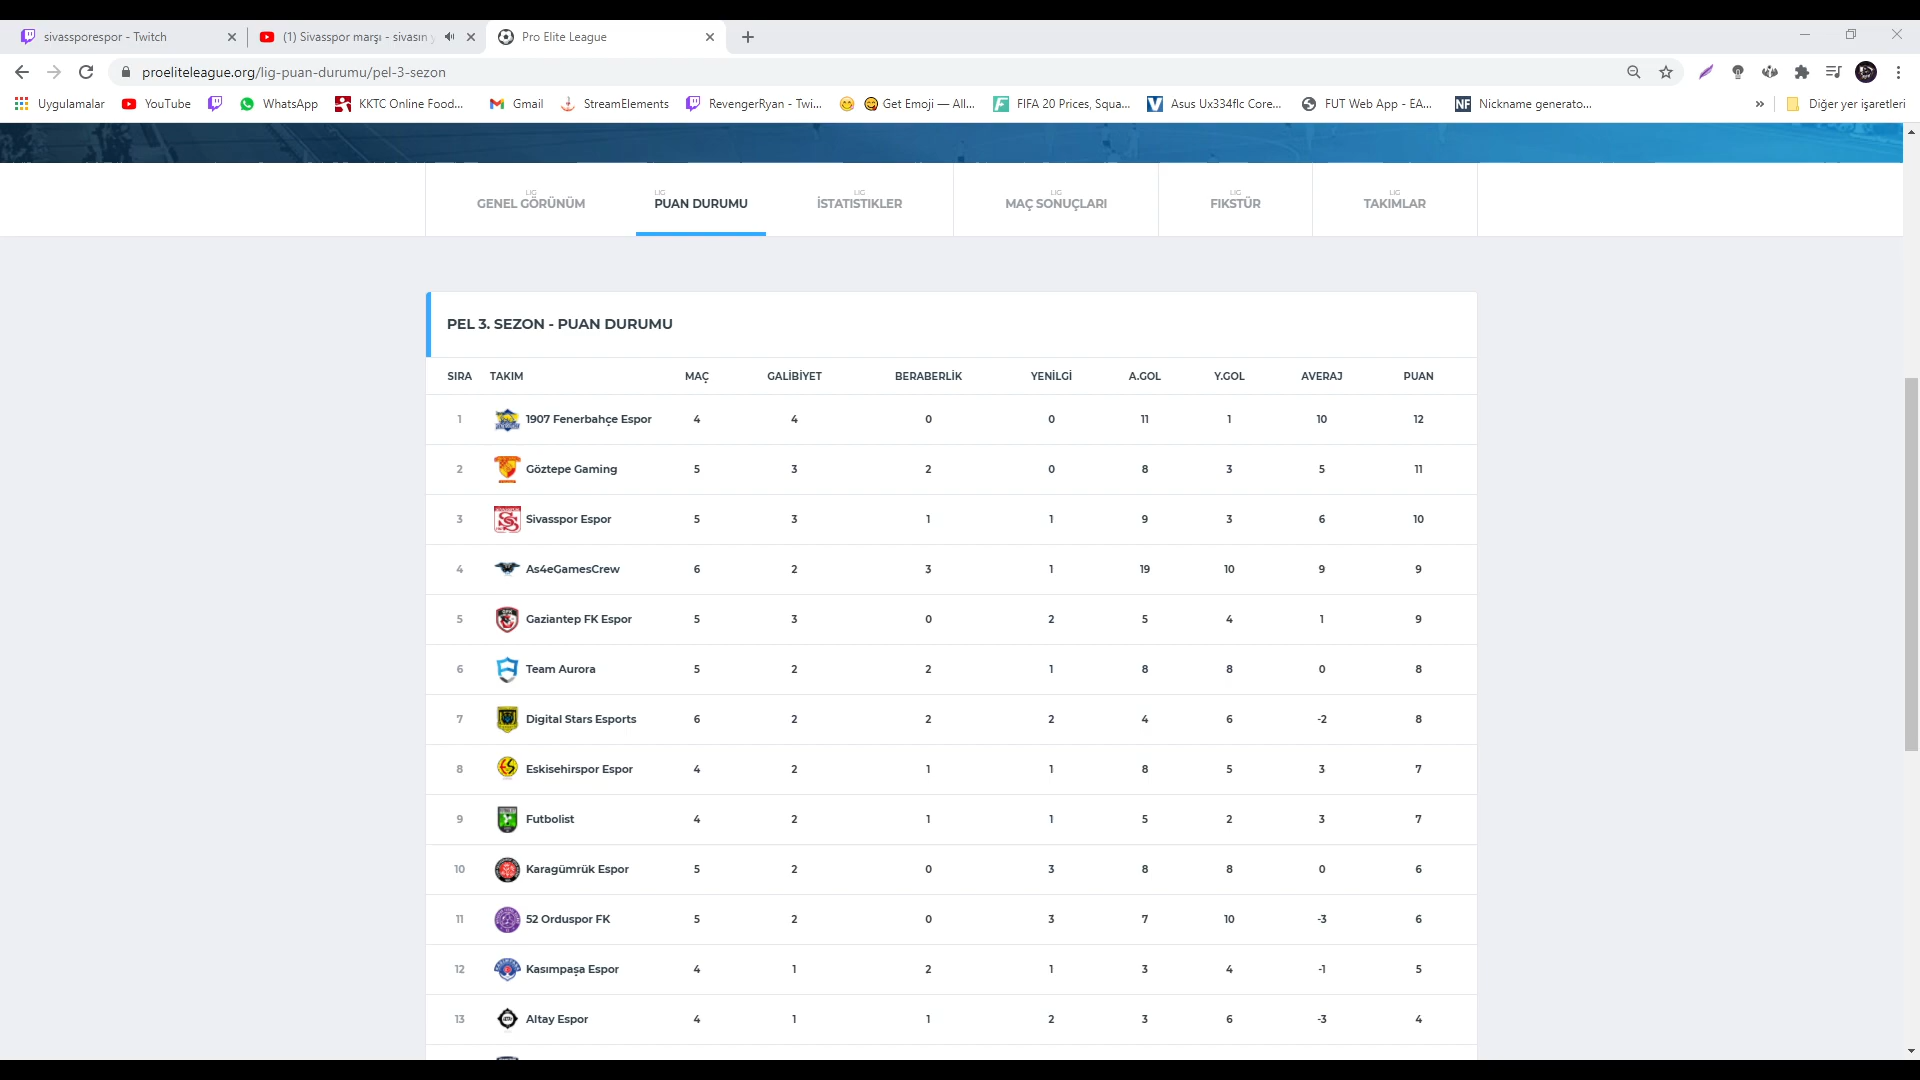 sivassporespor - Twitch
(1) Sivasspor marşı - sivasın y
Pro Elite League
proeliteleague.org/lig-puan-durumu/pel-3-sezon
Uygulamalar YouTube WhatsApp KKTC Online Food... Gmail StreamElements RevengerRyan - Twi... Get Emoji — All... FIFA 20 Prices, Squa... Asus Ux334flc Core... FUT Web App - EA... NF Nickname generato... » Diğer yer işaretleri
LIG LIG LIG LIG LIG LIG
GENEL GÖRÜNÜM PUAN DURUMU İSTATISTIKLER MAÇ SONUÇLARI FIKSTÜR TAKIMLAR
PEL 3. SEZON - PUAN DURUMU
SIRA TAKIM MAÇ GALİBİYET BERABERLİK YENİLGİ A.GOL Y.GOL AVERAJ PUAN
1 1907 Fenerbahçe Espor 4 4 0 0 11 1 10 12
2 Göztepe Gaming 5 3 2 0 8 3 5 11
3 Sivasspor Espor 5 3 1 1 9 3 6 10
4 As4eGamesCrew 6 2 3 1 19 10 9 9
5 Gaziantep FK Espor 5 3 0 2 5 4 1 9
6 Team Aurora 5 2 2 1 8 8 0 8
7 Digital Stars Esports 6 2 2 2 4 6 -2 8
8 Eskisehirspor Espor 4 2 1 1 8 5 3 7
9 Futbolist 4 2 1 1 5 2 3 7
10 Karagümrük Espor 5 2 0 3 8 8 0 6
11 52 Orduspor FK 5 2 0 3 7 10 -3 6
12 Kasımpaşa Espor 4 1 2 1 3 4 -1 5
13 Altay Espor 4 1 1 2 3 6 -3 4